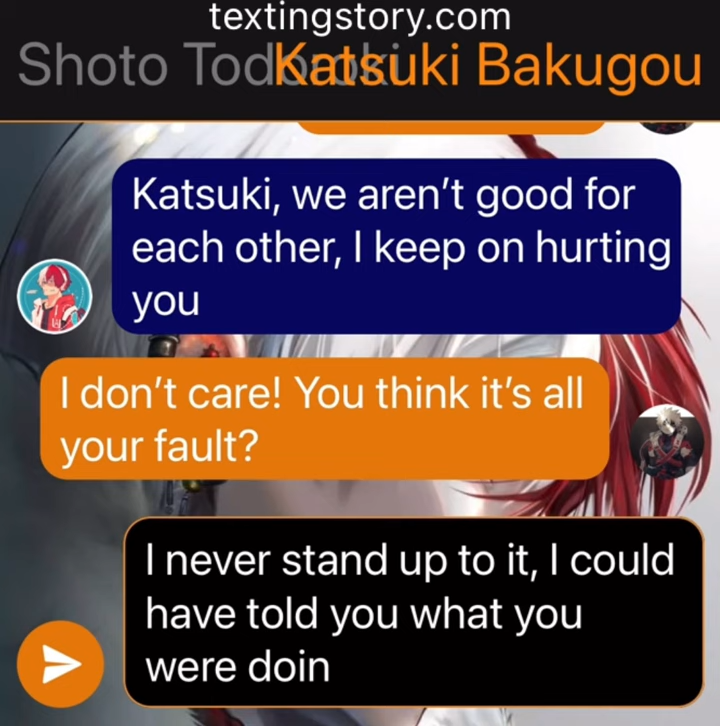 textingstory.com
Shoto Todoroki Katsuki Bakugou
Katsuki, we aren’t good for
each other, I keep on hurting
you
I don’t care! You think it’s all
your fault?
I never stand up to it, I could
have told you what you
were doin